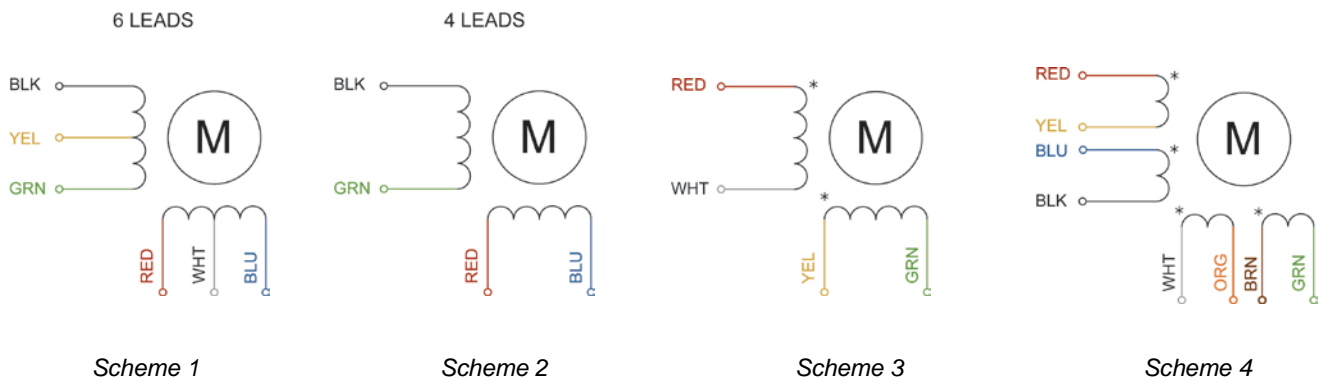 6 LEADS
4 LEADS
BLK
YEL
GRN
M
RED
WHT
BLU
BLK
GRN
M
RED
BLU
RED
*
WHT
M
*
YEL
GRN
RED
*
YEL
BLU
*
BLK
M
*
WHT
ORG
*
BRN
GRN
Scheme 1
Scheme 2
Scheme 3
Scheme 4